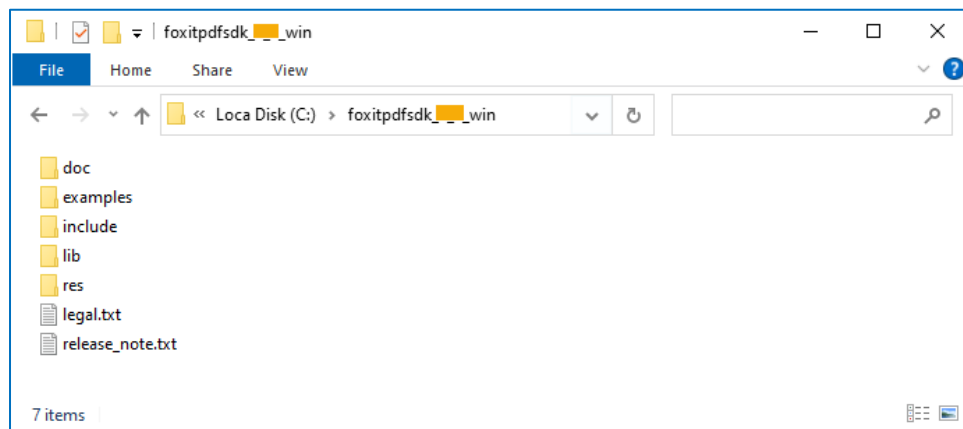 foxitpdfsdk_ _ _win
File Home Share View
« Loca Disk (C:) › foxitpdfsdk_ _ _win
doc
examples
include
lib
res
legal.txt
release_note.txt
7 items